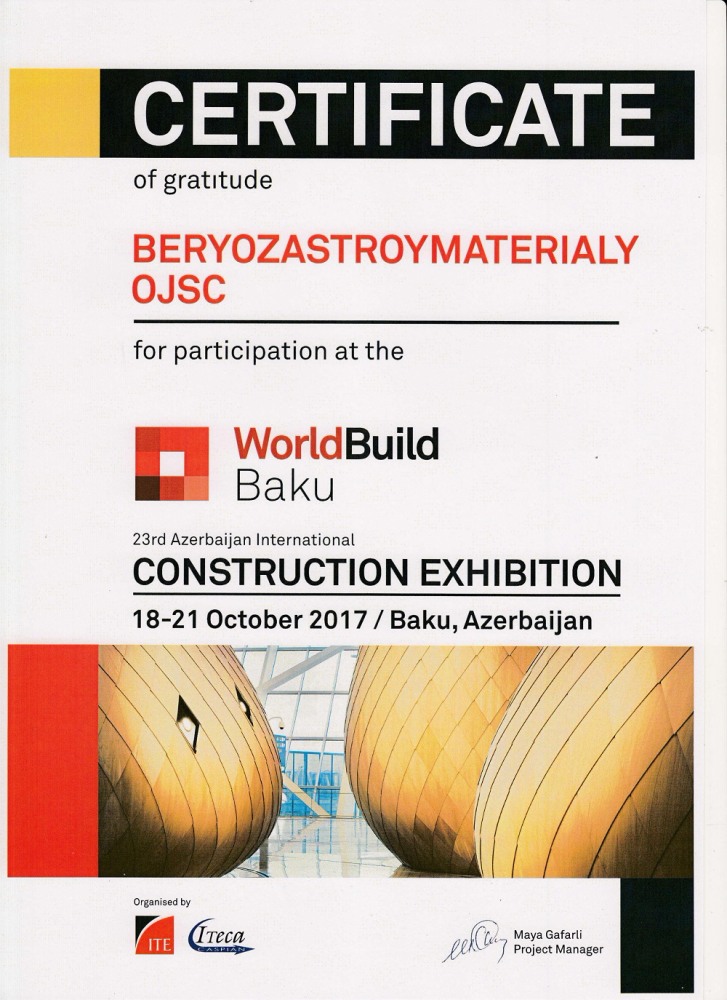 CERTIFICATE
of gratitude
BERYOZASTROYMATERIALY
OJSC
for participation at the
WorldBuild
Baku
23rd Azerbaijan International
CONSTRUCTION EXHIBITION
18-21 October 2017 / Baku, Azerbaijan
Organised by
ITE
ITECA
CASPIAN
Maya Gafarli
Project Manager